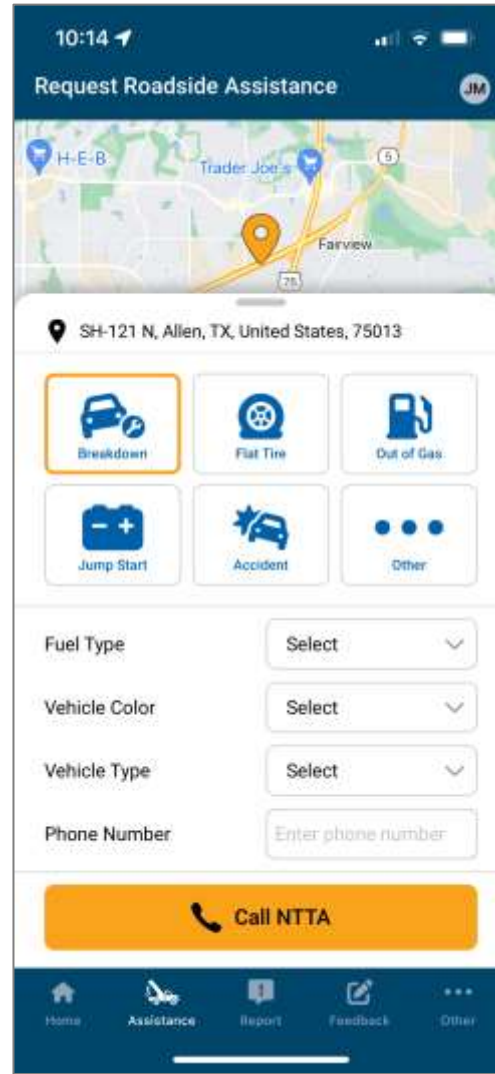 10:14
Request Roadside Assistance
JM
H-E-B
Trader Joe's
5
Fairview
75
SH-121 N, Allen, TX, United States, 75013
Breakdown
Flat Tire
Out of Gas
Jump Start
Accident
Other
Fuel Type
Select
Vehicle Color
Select
Vehicle Type
Select
Phone Number
Enter phone number
Call NTTA
Home
Assistance
Report
Feedback
Other